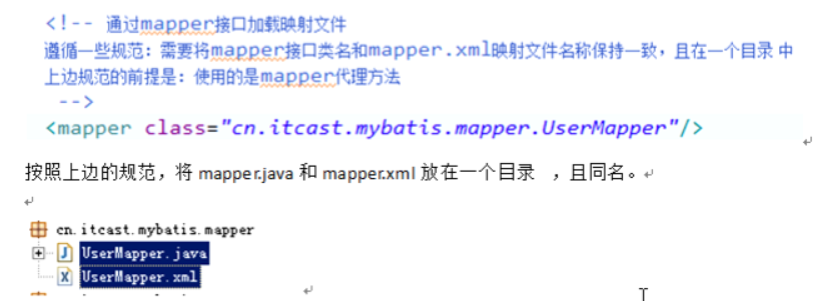 <!-- 通过mapper接口加载映射文件
遵循一些规范：需要将mapper接口类名和mapper.xml映射文件名称保持一致，且在一个目录 中
上边规范的前提是：使用的是mapper代理方法
-->
<mapper class="cn.itcast.mybatis.mapper.UserMapper"/>
按照上边的规范，将 mapper.java 和 mapper.xml 放在一个目录 ，且同名。
cn.itcast.mybatis.mapper
UserMapper.java
UserMapper.xml